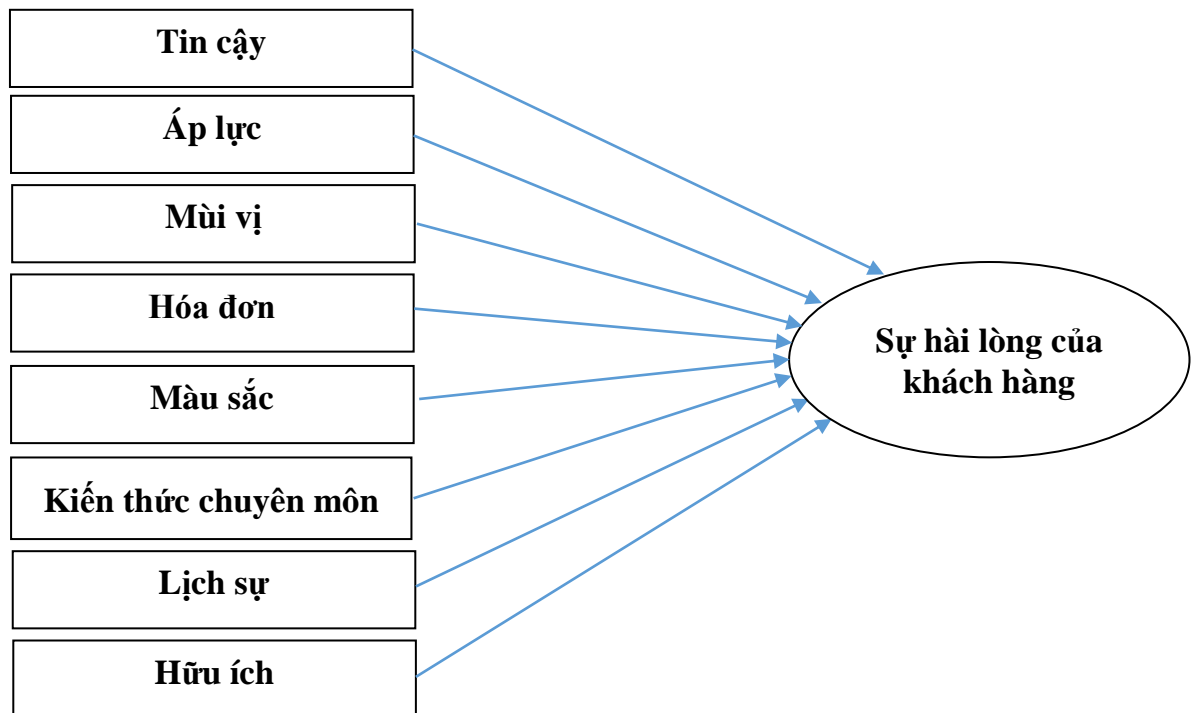 Tin cậy
Áp lực
Mùi vị
Hóa đơn
Màu sắc
Kiến thức chuyên môn
Lịch sự
Hữu ích
Sự hài lòng của
khách hàng